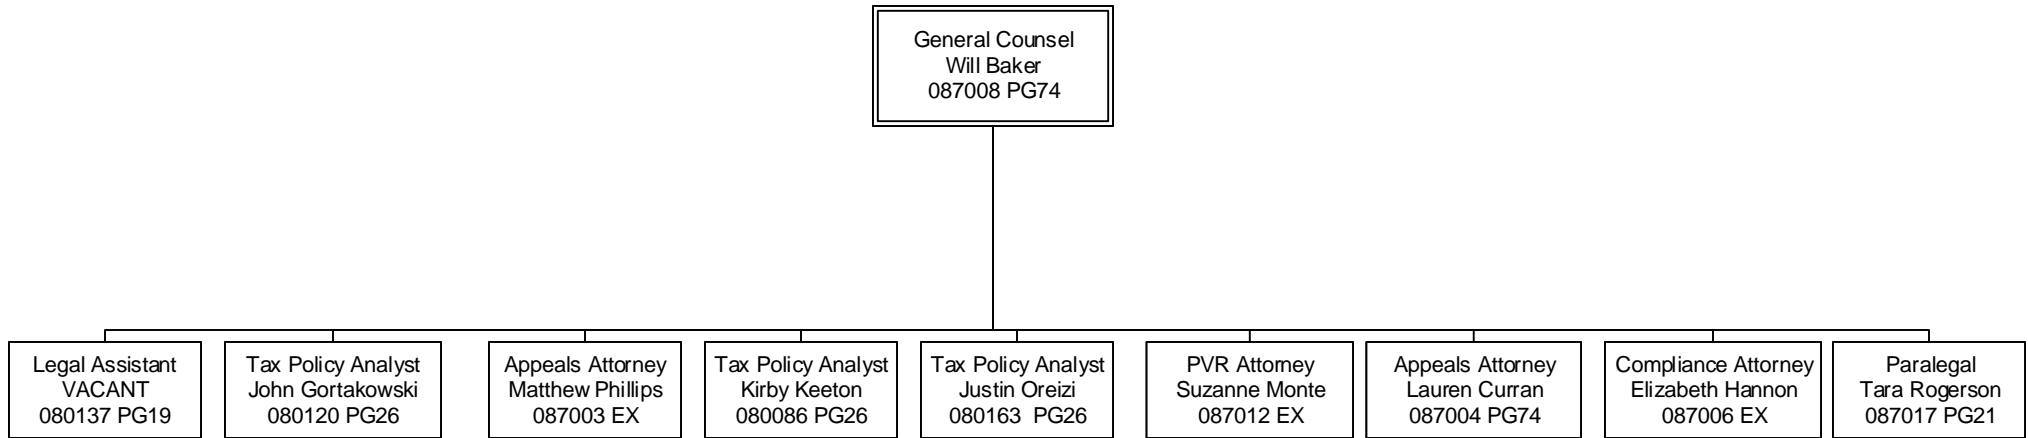 General Counsel
Will Baker
087008 PG74
Legal Assistant
VACANT
080137 PG19
Tax Policy Analyst
John Gortakowski
080120 PG26
Appeals Attorney
Matthew Phillips
087003 EX
Tax Policy Analyst
Kirby Keeton
080086 PG26
Tax Policy Analyst
Justin Oreizi
080163  PG26
PVR Attorney
Suzanne Monte
087012 EX
Appeals Attorney
Lauren Curran
087004 PG74
Compliance Attorney
Elizabeth Hannon
087006 EX
Paralegal
Tara Rogerson
087017 PG21